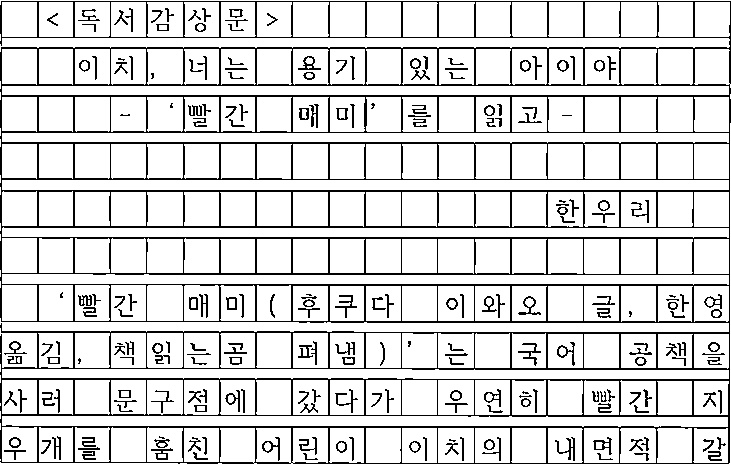 <독서감상문>
이치, 너는 용기 있는 아이야
- ‘빨간 매미’를 읽고-
한우리
‘빨간 매미(후쿠다 이와오 글, 한영
옮김, 책읽는곰 펴냄)’는 국어 공책을
사러 문구점에 갔다가 우연히 빨간 지
우개를 훔친 어린이 이치의 내면적 갈